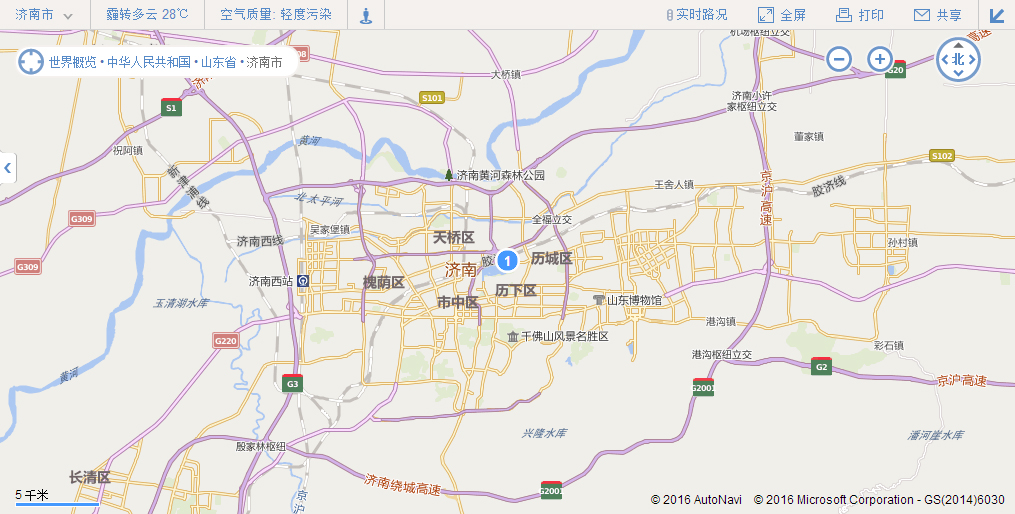 济南市
霾转多云 28℃
空气质量: 轻度污染
实时路况
全屏
打印
共享
世界概览 • 中华人民共和国 • 山东省 • 济南市
北
机场枢纽立交
G20
大桥镇
S101
S1
济南小许
家枢纽立交
董家镇
黄河
祝阿镇
新津浦线
济南黄河森林公园
S102
王舍人镇
京沪高速
胶济线
北太平河
G309
全福立交
吴家堡镇
天桥区
济南西线
孙村镇
G309
济南
胶
1
历城区
济南西站
槐荫区
历下区
市中区
山东博物馆
玉清湖水库
港沟镇
千佛山风景名胜区
G220
彩石镇
港沟枢纽立交
G2
黄河
G3
G2001
京沪高速
兴隆水库
潘河崖水库
殷家林枢纽
长清区
济南绕城高速
G2001
京沪
5 千米
© 2016 AutoNavi © 2016 Microsoft Corporation - GS(2014)6030